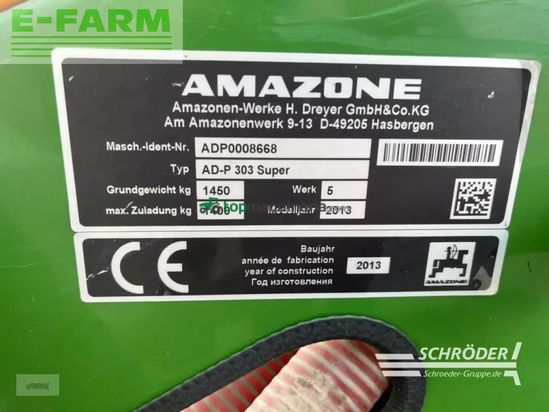 E-FARM
AMAZONE
Amazonen-Werke H. Dreyer GmbH&Co.KG
Am Amazonenwerk 9-13 D-49205 Hasbergen
Masch.-Ident-Nr. ADP0008668
Typ AD-P 303 Super
Grundgewicht kg 1450 Werk 5
max. Zuladung kg 1400 Modelljahr 2013
CE
Baujahr
année de fabrication
year of construction
Год изготовления
2013
AMAZONE
SCHRÖDER
Schroeder-Gruppe.de